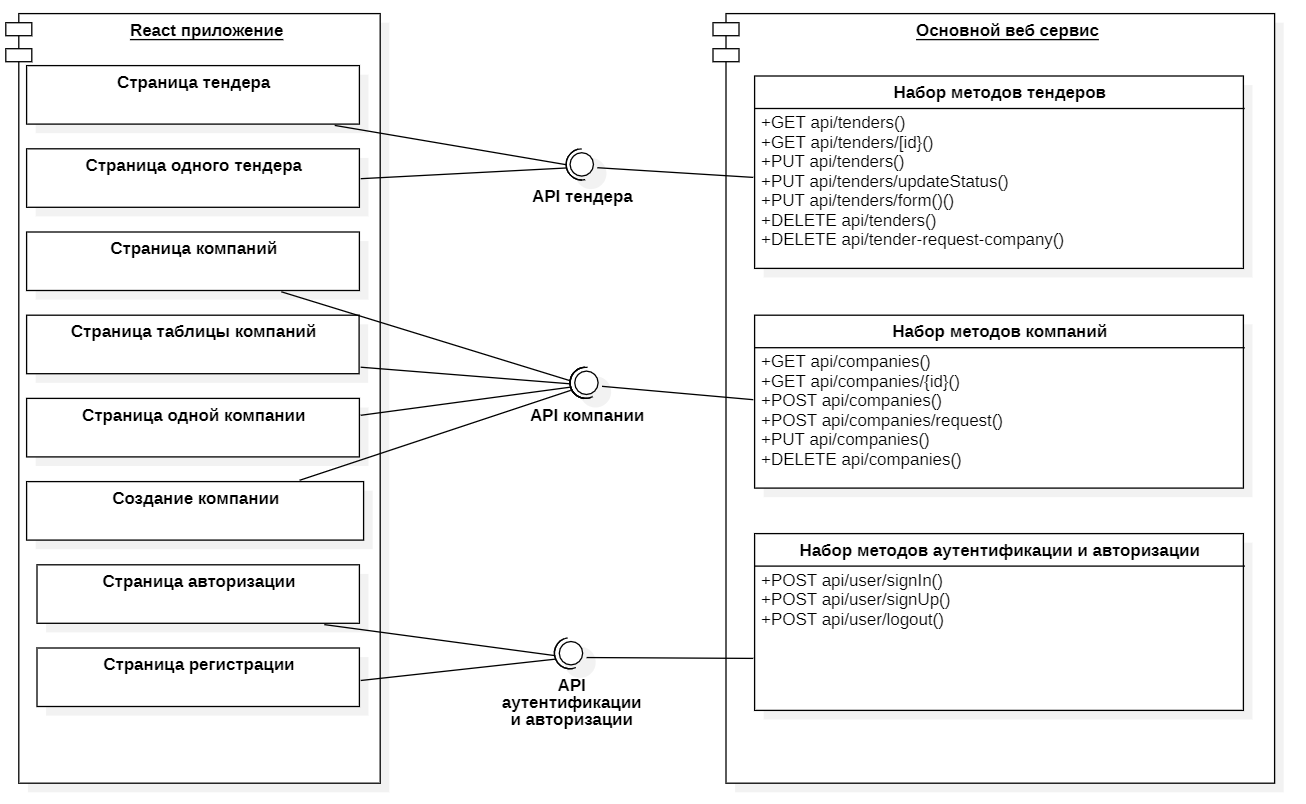 React приложение
Страница тендера
Страница одного тендера
Страница компаний
Страница таблицы компаний
Страница одной компании
Создание компании
Страница авторизации
Страница регистрации
API тендера
API компании
API
аутентификации
и авторизации
Основной веб сервис
Набор методов тендеров
+GET api/tenders()
+GET api/tenders/[id}()
+PUT api/tenders()
+PUT api/tenders/updateStatus()
+PUT api/tenders/form()()
+DELETE api/tenders()
+DELETE api/tender-request-company()
Набор методов компаний
+GET api/companies()
+GET api/companies/{id}()
+POST api/companies()
+POST api/companies/request()
+PUT api/companies()
+DELETE api/companies()
Набор методов аутентификации и авторизации
+POST api/user/signIn()
+POST api/user/signUp()
+POST api/user/logout()